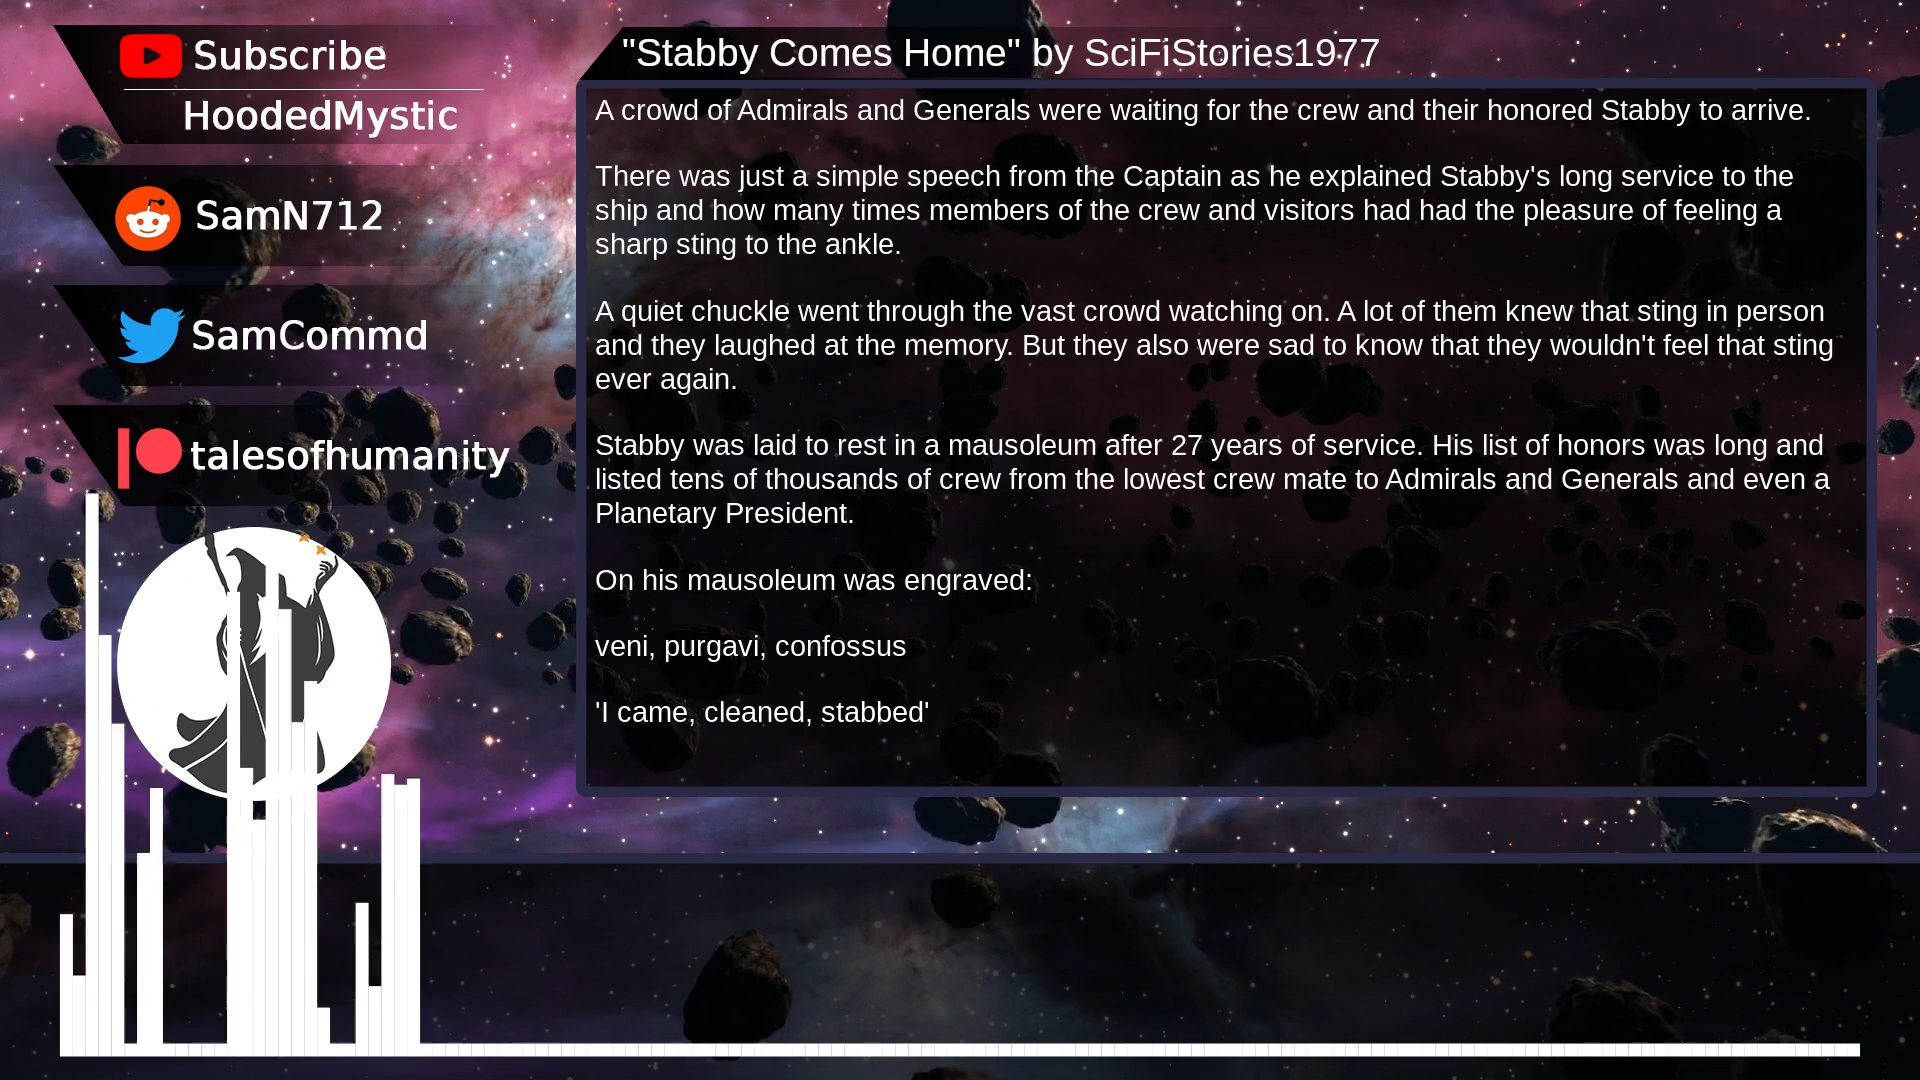 Subscribe
HoodedMystic
SamN712
SamCommd
talesofhumanity
"Stabby Comes Home" by SciFiStories1977
A crowd of Admirals and Generals were waiting for the crew and their honored Stabby to arrive.
There was just a simple speech from the Captain as he explained Stabby's long service to the
ship and how many times members of the crew and visitors had had the pleasure of feeling a
sharp sting to the ankle.
A quiet chuckle went through the vast crowd watching on. A lot of them knew that sting in person
and they laughed at the memory. But they also were sad to know that they wouldn't feel that sting
ever again.
Stabby was laid to rest in a mausoleum after 27 years of service. His list of honors was long and
listed tens of thousands of crew from the lowest crew mate to Admirals and Generals and even a
Planetary President.
On his mausoleum was engraved:
veni, purgavi, confossus
'I came, cleaned, stabbed'